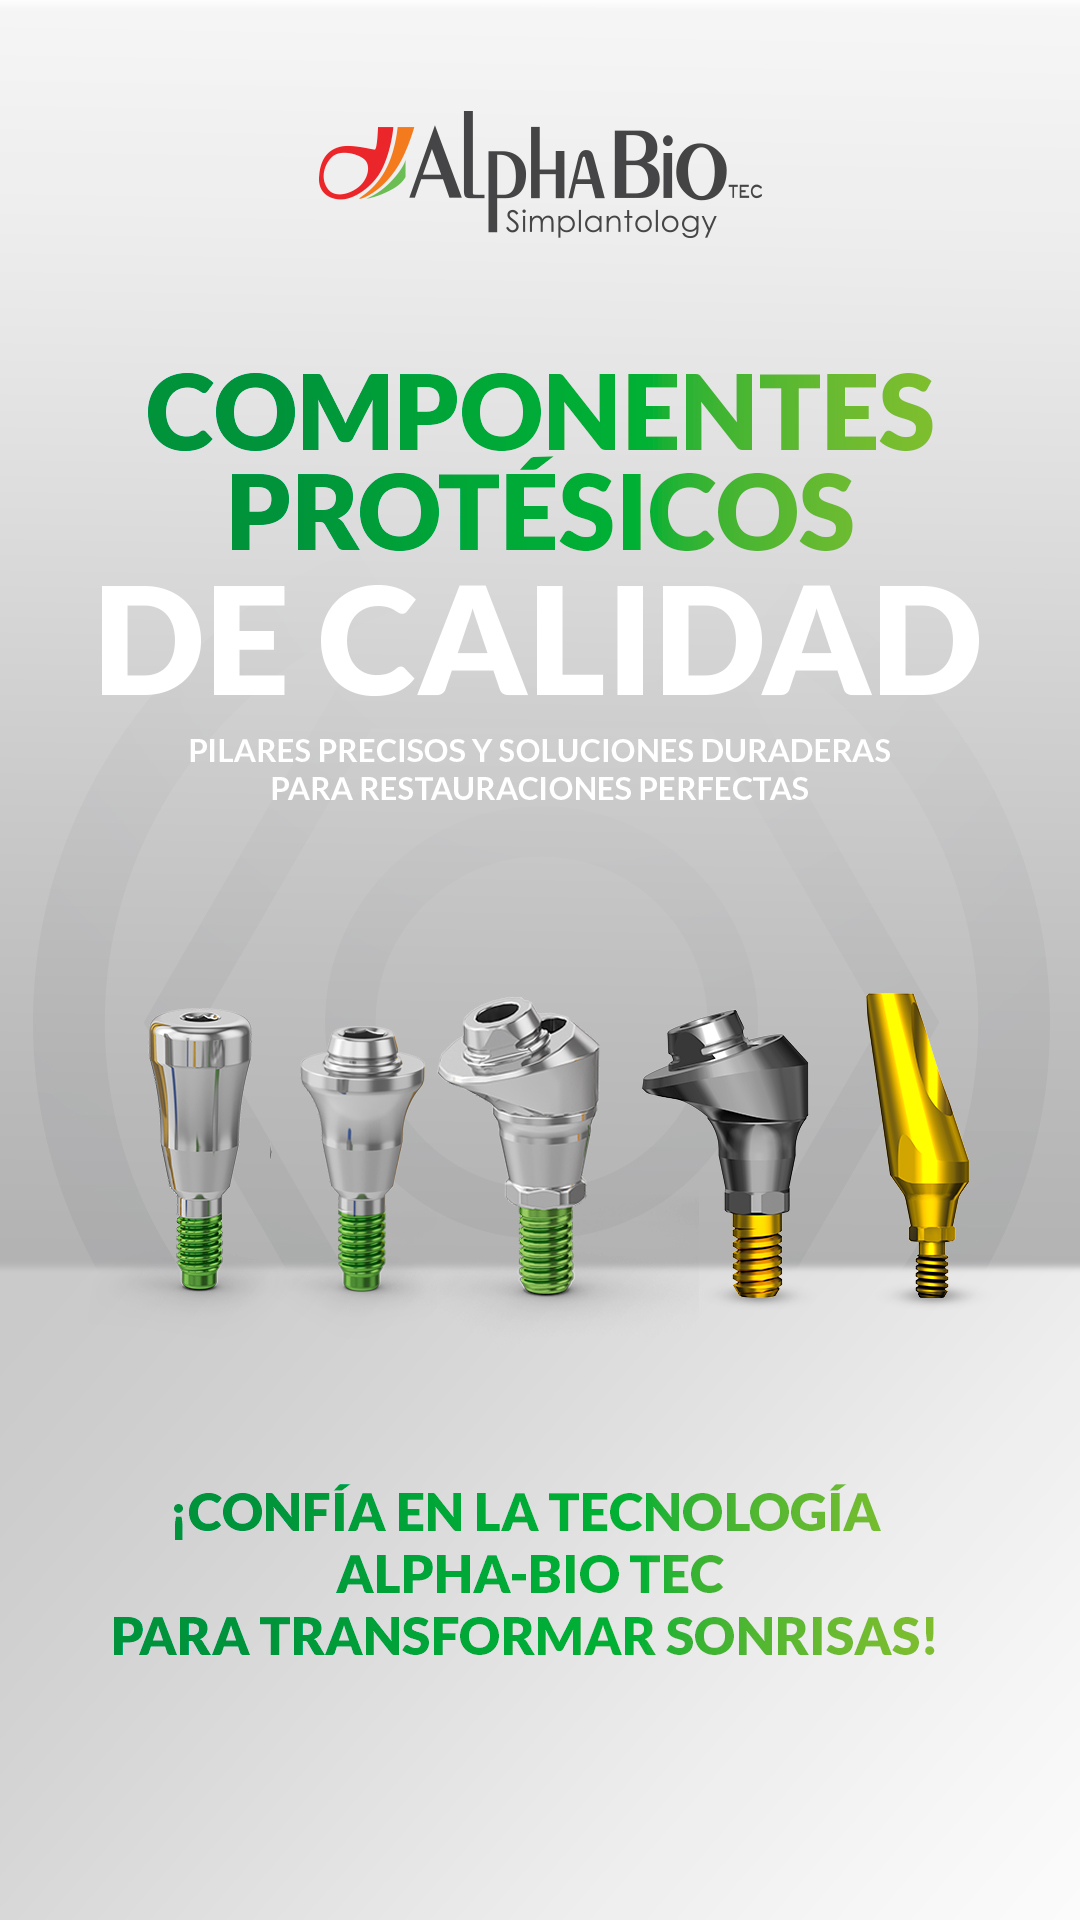 AlphaBio TEC
Simplantology
COMPONENTES
PROTÉSICOS
DE CALIDAD
PILARES PRECISOS Y SOLUCIONES DURADERAS
PARA RESTAURACIONES PERFECTAS
¡CONFÍA EN LA TECNOLOGÍA
ALPHA-BIO TEC
PARA TRANSFORMAR SONRISAS!